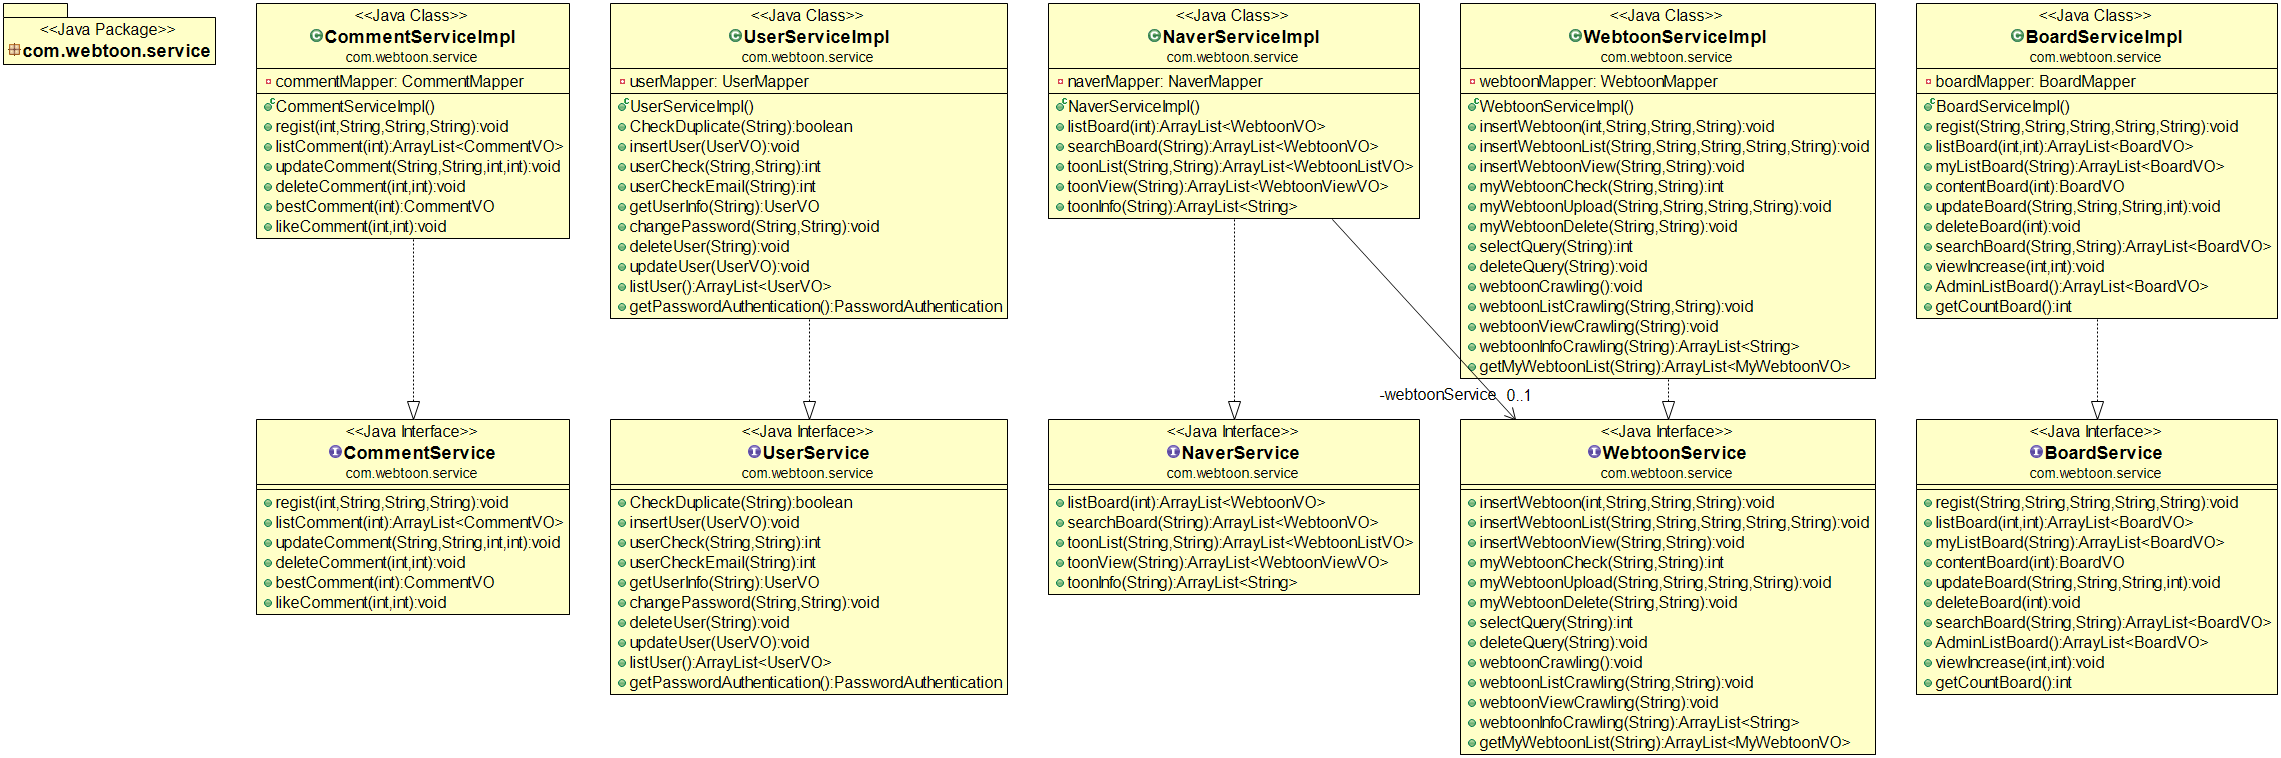 <<Java Package>>
com.webtoon.service
<<Java Class>>
CommentServiceImpl
com.webtoon.service
commentMapper: CommentMapper
CommentServiceImpl()
regist(int,String,String,String):void
listComment(int):ArrayList<CommentVO>
updateComment(String,String,int,int):void
deleteComment(int,int):void
bestComment(int):CommentVO
likeComment(int,int):void
<<Java Class>>
UserServiceImpl
com.webtoon.service
userMapper: UserMapper
UserServiceImpl()
CheckDuplicate(String):boolean
insertUser(UserVO):void
userCheck(String,String):int
userCheckEmail(String):int
getUserInfo(String):UserVO
changePassword(String,String):void
deleteUser(String):void
updateUser(UserVO):void
listUser():ArrayList<UserVO>
getPasswordAuthentication():PasswordAuthentication
<<Java Class>>
NaverServiceImpl
com.webtoon.service
naverMapper: NaverMapper
NaverServiceImpl()
listBoard(int):ArrayList<WebtoonVO>
searchBoard(String):ArrayList<WebtoonVO>
toonList(String,String):ArrayList<WebtoonListVO>
toonView(String):ArrayList<WebtoonViewVO>
toonInfo(String):ArrayList<String>
<<Java Class>>
WebtoonServiceImpl
com.webtoon.service
webtoonMapper: WebtoonMapper
WebtoonServiceImpl()
insertWebtoon(int,String,String,String):void
insertWebtoonList(String,String,String,String,String):void
insertWebtoonView(String,String):void
myWebtoonCheck(String,String):int
myWebtoonUpload(String,String,String,String):void
myWebtoonDelete(String,String):void
selectQuery(String):int
deleteQuery(String):void
webtoonCrawling():void
webtoonListCrawling(String,String):void
webtoonViewCrawling(String):void
webtoonInfoCrawling(String):ArrayList<String>
getMyWebtoonList(String):ArrayList<MyWebtoonVO>
<<Java Class>>
BoardServiceImpl
com.webtoon.service
boardMapper: BoardMapper
BoardServiceImpl()
regist(String,String,String,String,String):void
listBoard(int,int):ArrayList<BoardVO>
myListBoard(String):ArrayList<BoardVO>
contentBoard(int):BoardVO
updateBoard(String,String,String,int):void
deleteBoard(int):void
searchBoard(String,String):ArrayList<BoardVO>
viewIncrease(int,int):void
AdminListBoard():ArrayList<BoardVO>
getCountBoard():int
-webtoonService 0..1
<<Java Interface>>
CommentService
com.webtoon.service
regist(int,String,String,String):void
listComment(int):ArrayList<CommentVO>
updateComment(String,String,int,int):void
deleteComment(int,int):void
bestComment(int):CommentVO
likeComment(int,int):void
<<Java Interface>>
UserService
com.webtoon.service
CheckDuplicate(String):boolean
insertUser(UserVO):void
userCheck(String,String):int
userCheckEmail(String):int
getUserInfo(String):UserVO
changePassword(String,String):void
deleteUser(String):void
updateUser(UserVO):void
listUser():ArrayList<UserVO>
getPasswordAuthentication():PasswordAuthentication
<<Java Interface>>
NaverService
com.webtoon.service
listBoard(int):ArrayList<WebtoonVO>
searchBoard(String):ArrayList<WebtoonVO>
toonList(String,String):ArrayList<WebtoonListVO>
toonView(String):ArrayList<WebtoonViewVO>
toonInfo(String):ArrayList<String>
<<Java Interface>>
WebtoonService
com.webtoon.service
insertWebtoon(int,String,String,String):void
insertWebtoonList(String,String,String,String,String):void
insertWebtoonView(String,String):void
myWebtoonCheck(String,String):int
myWebtoonUpload(String,String,String,String):void
myWebtoonDelete(String,String):void
selectQuery(String):int
deleteQuery(String):void
webtoonCrawling():void
webtoonListCrawling(String,String):void
webtoonViewCrawling(String):void
webtoonInfoCrawling(String):ArrayList<String>
getMyWebtoonList(String):ArrayList<MyWebtoonVO>
<<Java Interface>>
BoardService
com.webtoon.service
regist(String,String,String,String,String):void
listBoard(int,int):ArrayList<BoardVO>
myListBoard(String):ArrayList<BoardVO>
contentBoard(int):BoardVO
updateBoard(String,String,String,int):void
deleteBoard(int):void
searchBoard(String,String):ArrayList<BoardVO>
AdminListBoard():ArrayList<BoardVO>
viewIncrease(int,int):void
getCountBoard():int